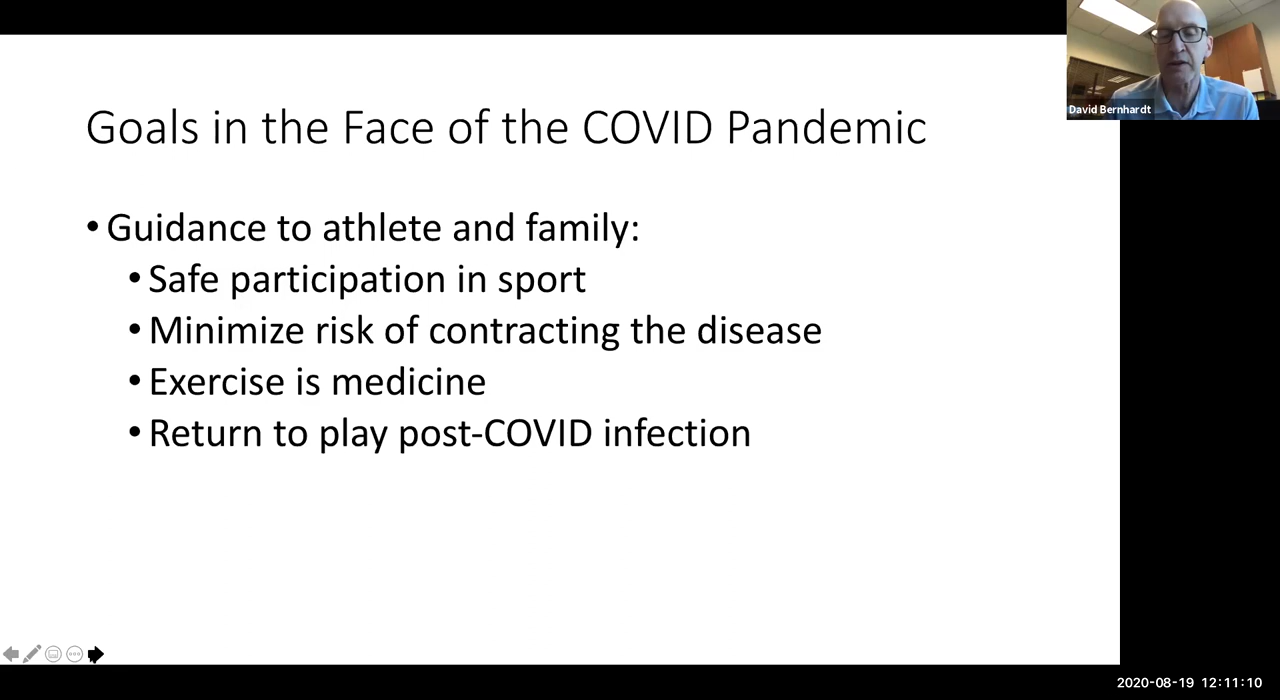 Goals in the Face of the COVID Pandemic
• Guidance to athlete and family:
• Safe participation in sport
• Minimize risk of contracting the disease
• Exercise is medicine
• Return to play post-COVID infection
David Bernhardt
2020-08-19 12:11:10